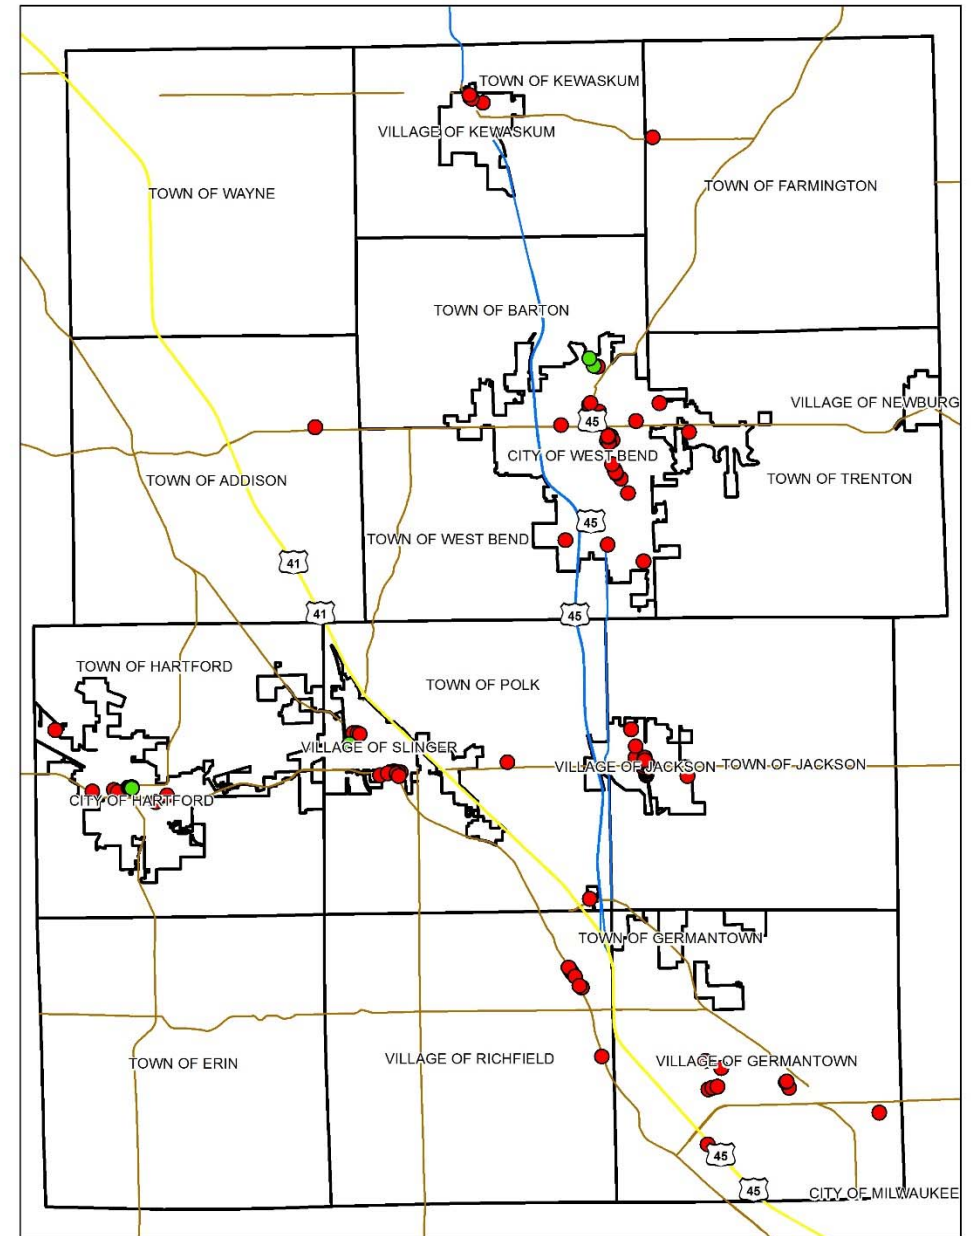 TOWN OF KEWASKUM
VILLAGE OF KEWASKUM
TOWN OF WAYNE
TOWN OF FARMINGTON
TOWN OF BARTON
VILLAGE OF NEWBURG
45
CITY OF WEST BEND
TOWN OF ADDISON
TOWN OF TRENTON
45
TOWN OF WEST BEND
41
41
45
TOWN OF HARTFORD
TOWN OF POLK
VILLAGE OF SLINGER
VILLAGE OF JACKSON
TOWN OF JACKSON
CITY OF HARTFORD
TOWN OF GERMANTOWN
TOWN OF ERIN
VILLAGE OF RICHFIELD
VILLAGE OF GERMANTOWN
45
45
CITY OF MILWAUKEE